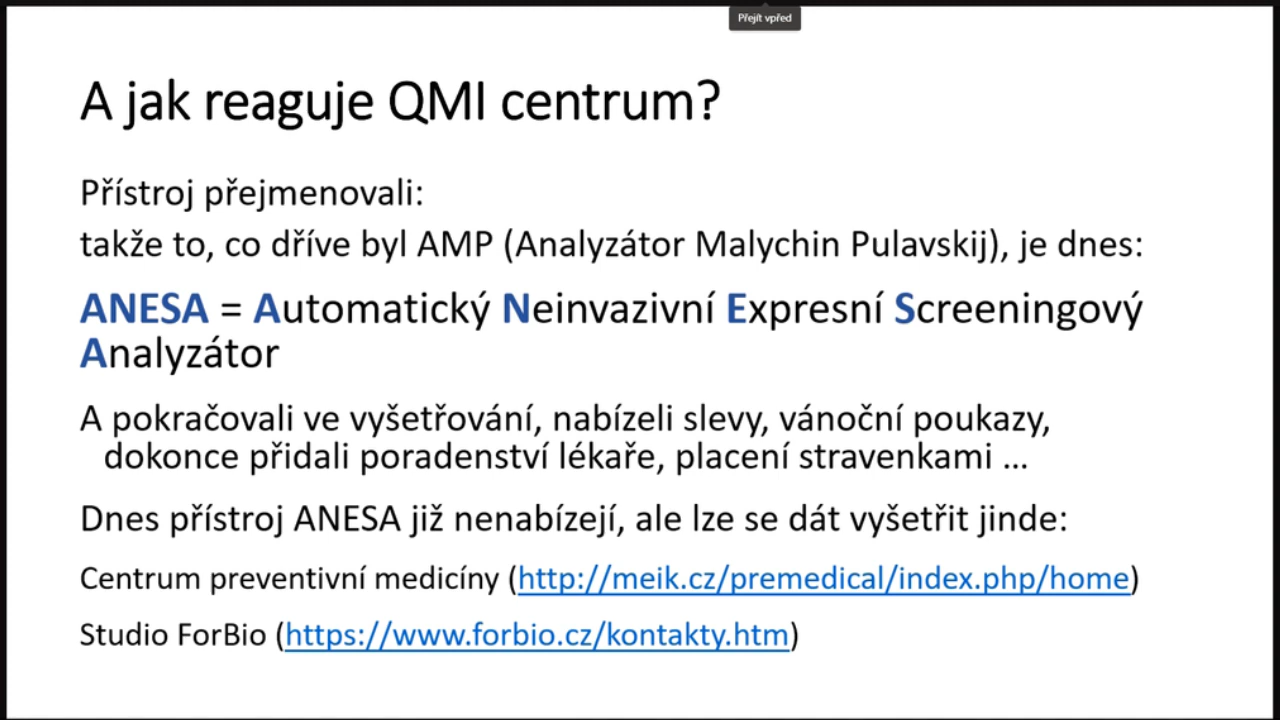 Přejít vpřed
A jak reaguje QMI centrum?
Přístroj přejmenovali:
takže to, co dříve byl AMP (Analyzátor Malychin Pulavskij), je dnes:
ANESA = Automatický Neinvazivní Expresní Screeningový
Analyzátor
A pokračovali ve vyšetřování, nabízeli slevy, vánoční poukazy,
dokonce přidali poradenství lékaře, placení stravenkami ...
Dnes přístroj ANESA již nenabízejí, ale lze se dát vyšetřit jinde:
Centrum preventivní medicíny (http://meik.cz/premedical/index.php/home)
Studio ForBio (https://www.forbio.cz/kontakty.htm)